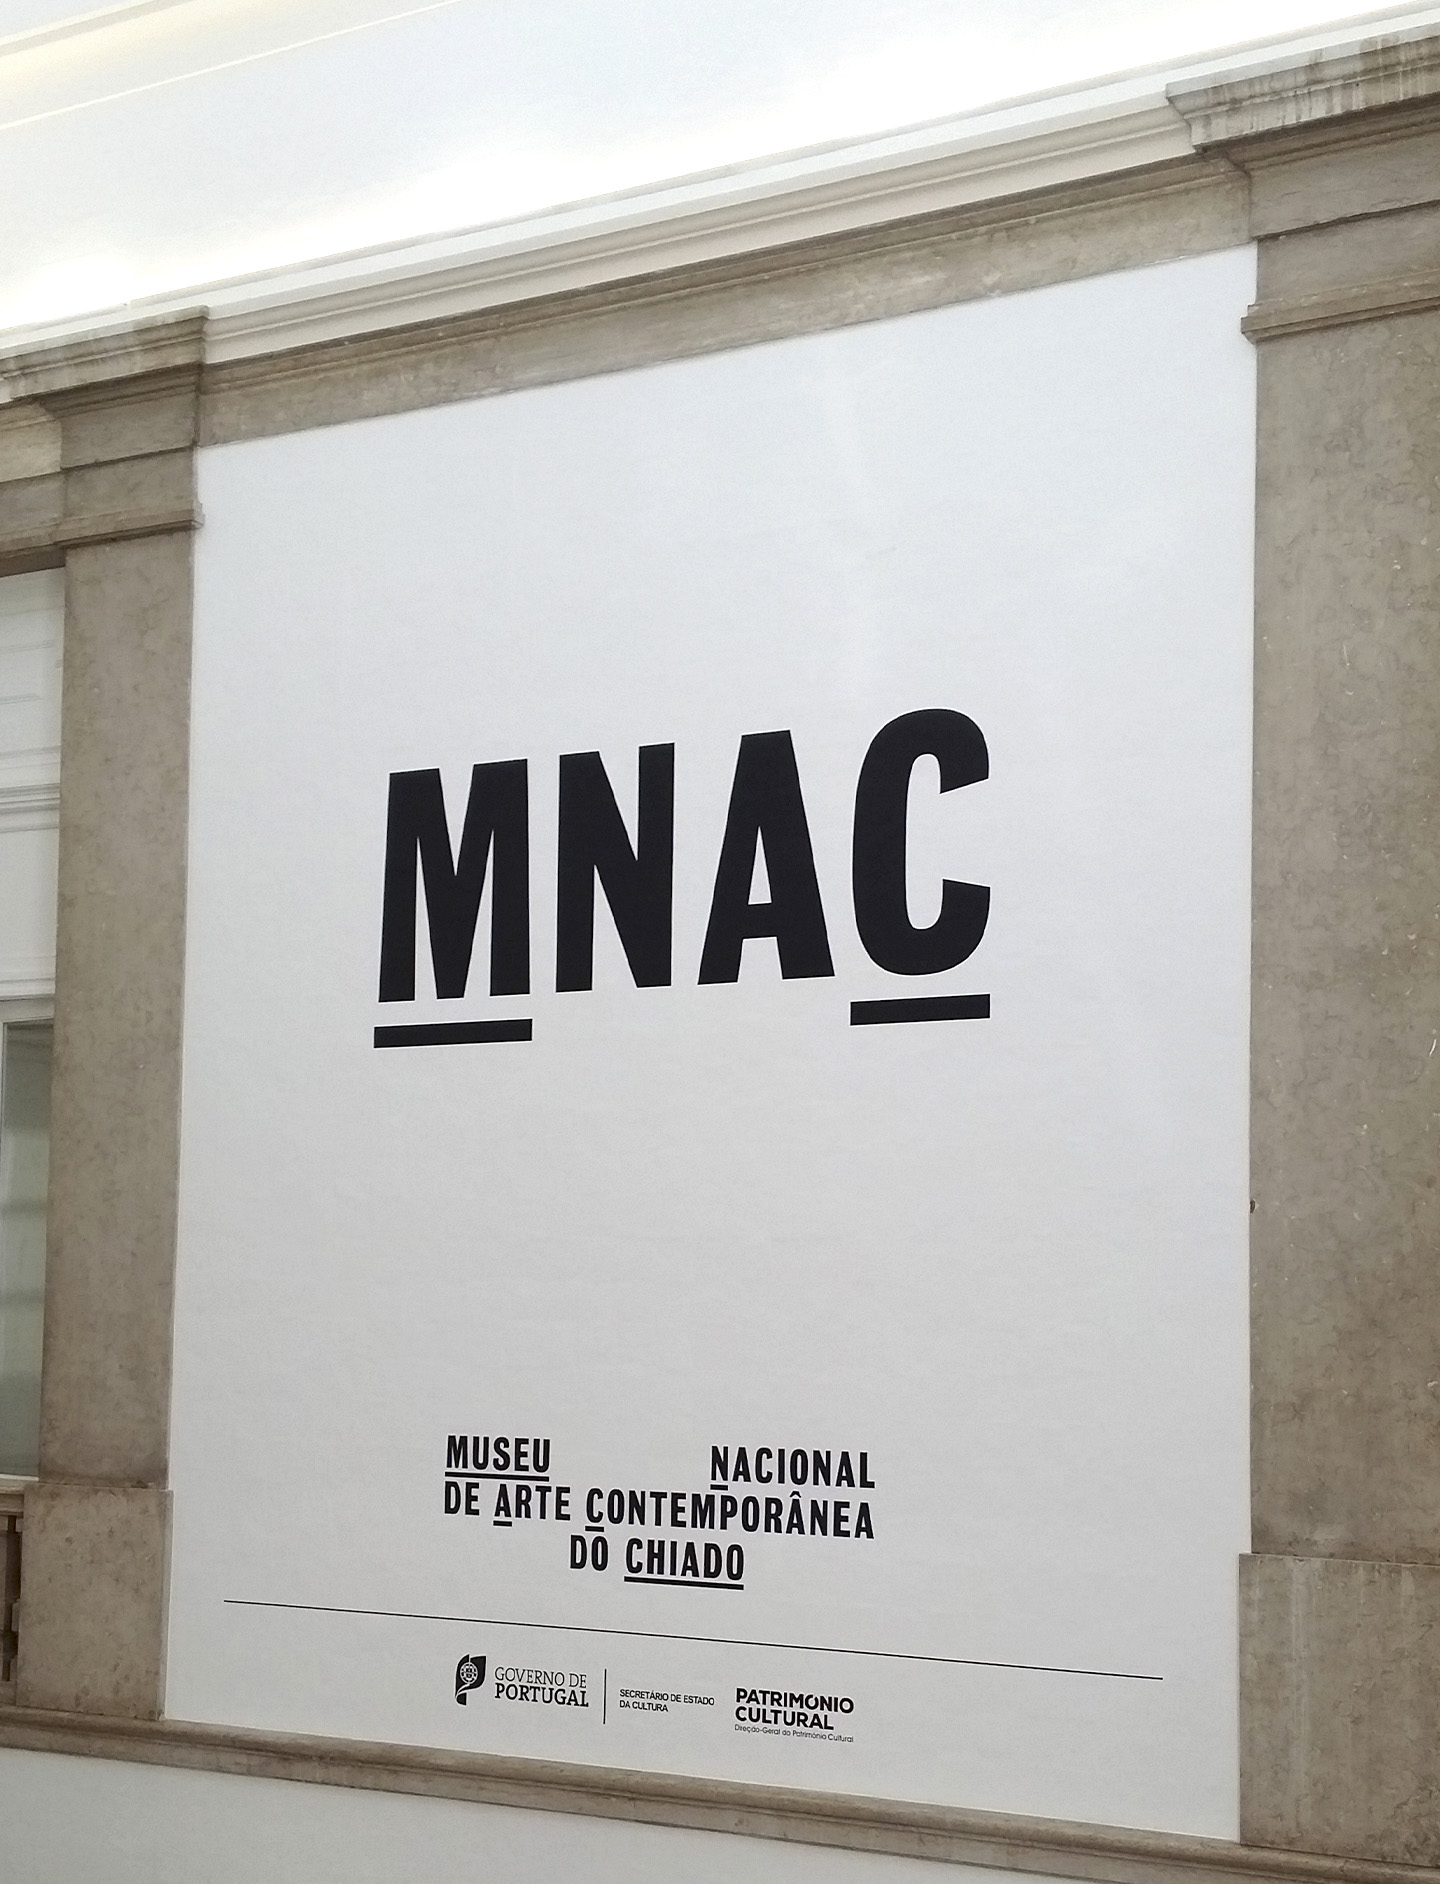 MNAC
MUSEU NACIONAL
DE ARTE CONTEMPORÂNEA
DO CHIADO
GOVERNO DE
PORTUGAL
SECRETÁRIO DE ESTADO
DA CULTURA
PATRIMÓNIO
CULTURAL
Direção-Geral do Património Cultural